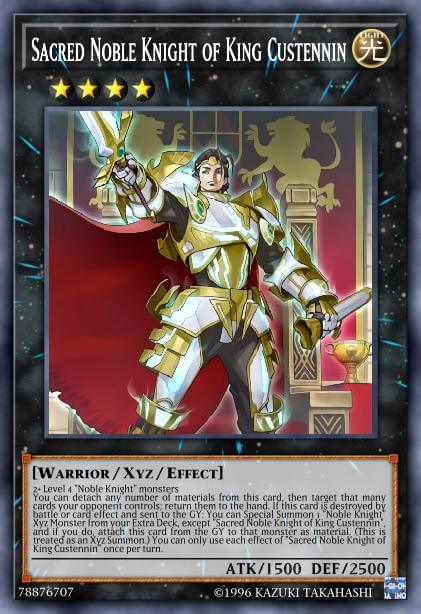 SACRED NOBLE KNIGHT OF KING CUSTENNIN
LIGHT
光
[WARRIOR / XYZ / EFFECT]
2+ Level 4 "Noble Knight" monsters
You can detach any number of materials from this card, then target that many
cards your opponent controls; return them to the hand. If this card is destroyed by
battle or card effect and sent to the GY: You can Special Summon 1 "Noble Knight"
Xyz Monster from your Extra Deck, except "Sacred Noble Knight of King Custennin",
and if you do, attach this card from the GY to that monster as material. (This is
treated as an Xyz Summon.) You can only use each effect of "Sacred Noble Knight of
King Custennin" once per turn.
ATK/1500 DEF/2500
78876707
©1996 KAZUKI TAKAHASHI